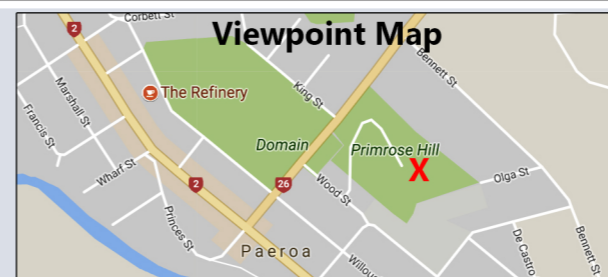 Viewpoint Map
Corbett St
2
Bennett St
Marshall St
The Refinery
King St
Francis St
Domain
Primrose Hill
X
Wharf St
2
26
Wood St
Olga St
Princes St
Paeroa
Willou
De Castro
Bennett St